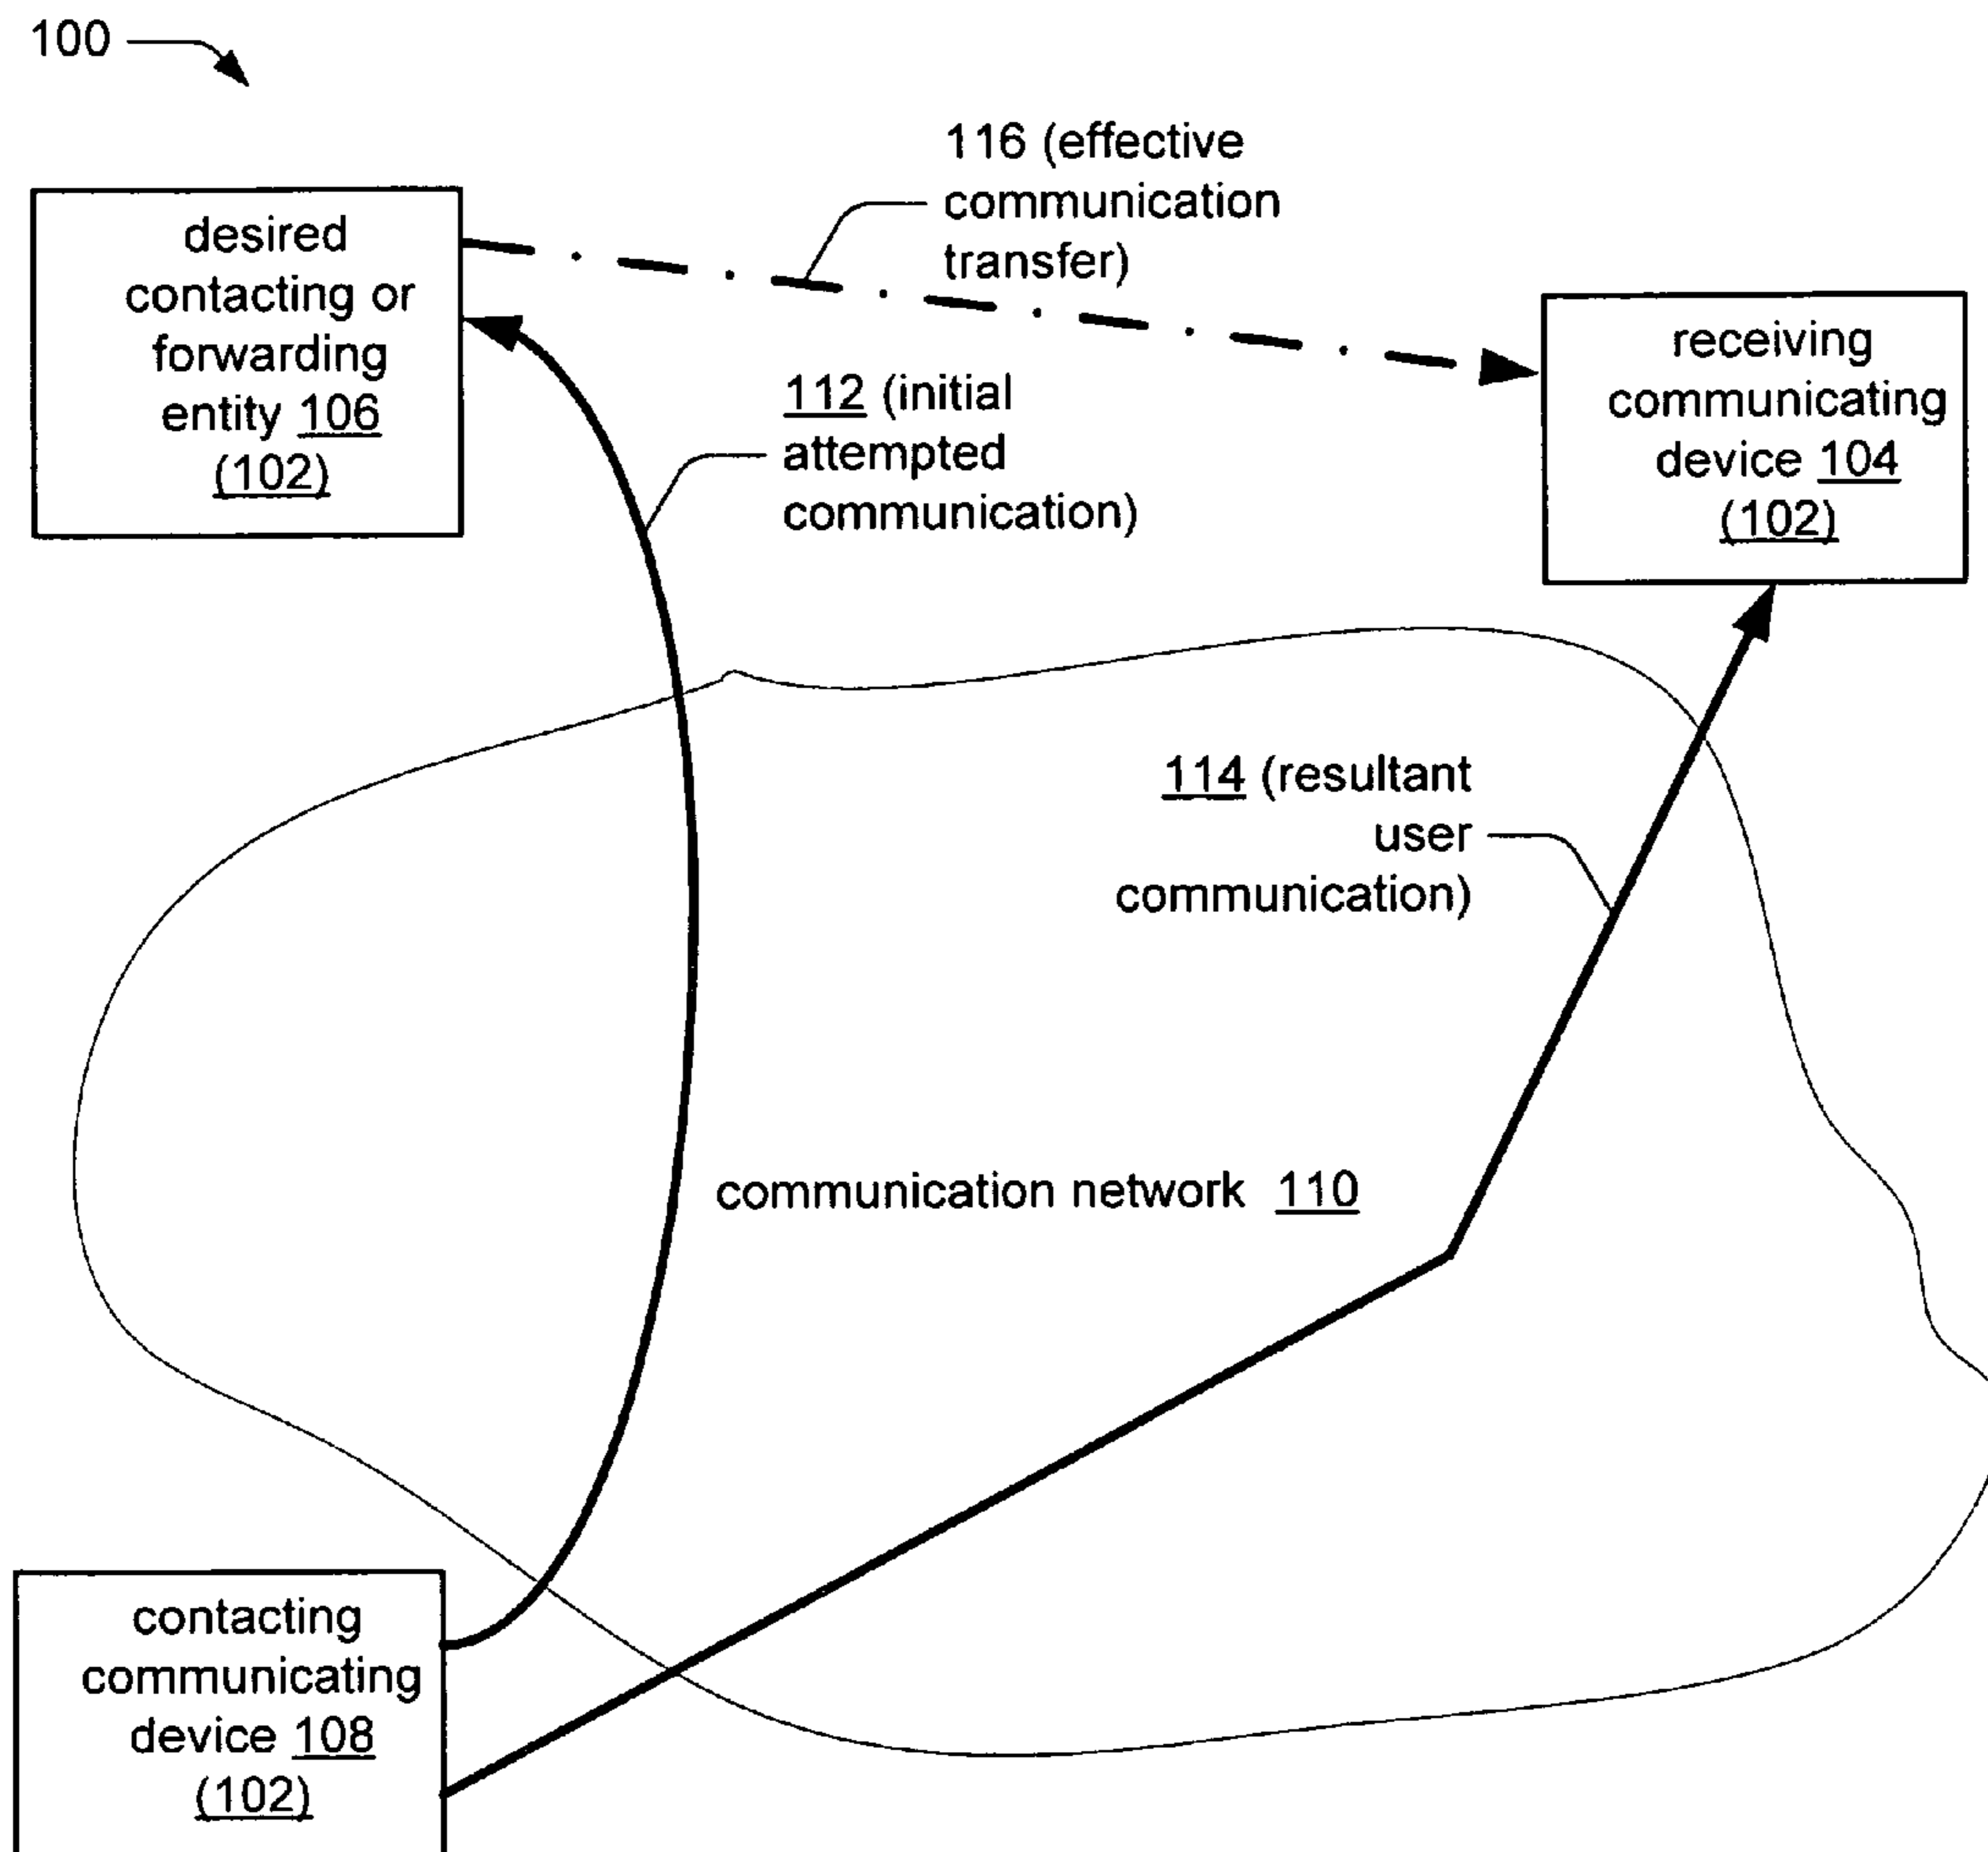 100
116 (effective
communication
transfer)
desired
contacting or
forwarding
entity 106
(102)
112 (initial
attempted
communication)
receiving
communicating
device 104
(102)
114 (resultant
user
communication)
communication network 110
contacting
communicating
device 108
(102)